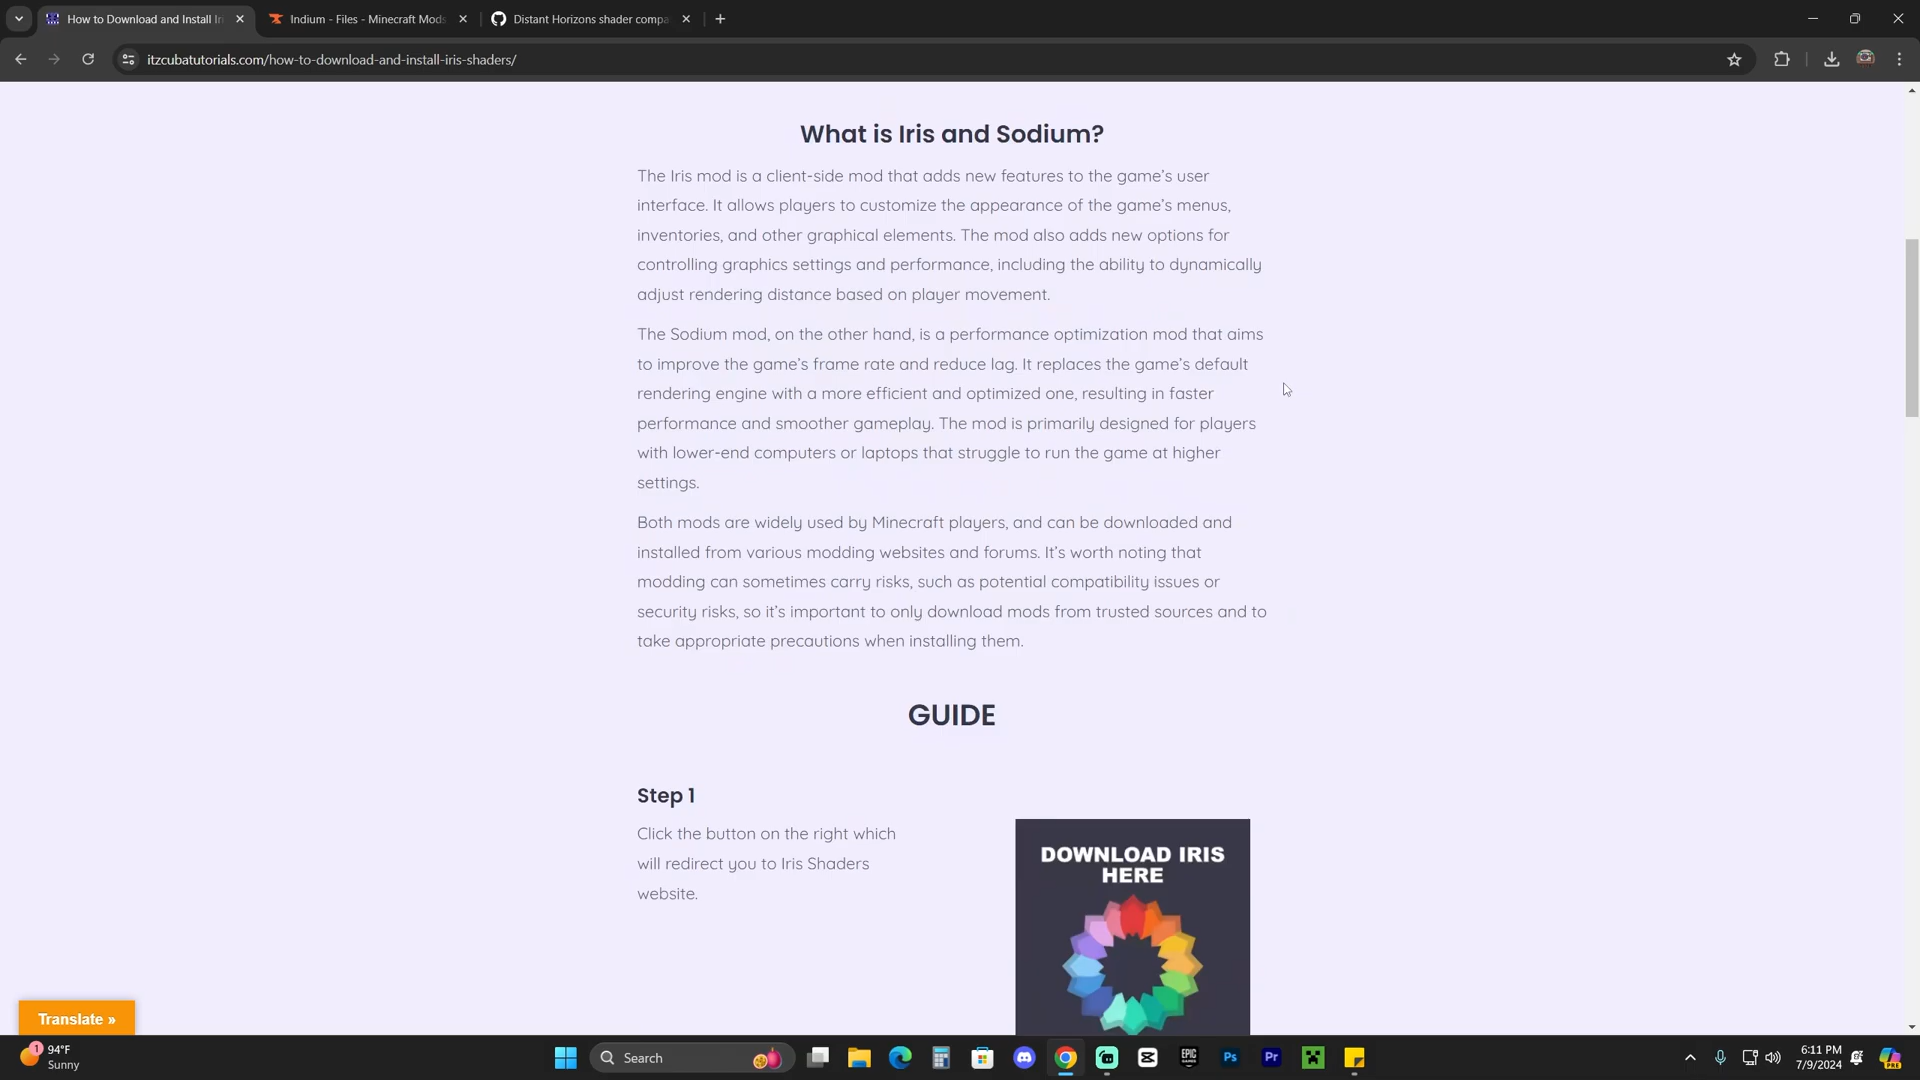 How to Download and Install Ir
Indium - Files - Minecraft Mods
Distant Horizons shader compa
itzcubatutorials.com/how-to-download-and-install-iris-shaders/
What is Iris and Sodium?
The Iris mod is a client-side mod that adds new features to the game’s user
interface. It allows players to customize the appearance of the game’s menus,
inventories, and other graphical elements. The mod also adds new options for
controlling graphics settings and performance, including the ability to dynamically
adjust rendering distance based on player movement.
The Sodium mod, on the other hand, is a performance optimization mod that aims
to improve the game’s frame rate and reduce lag. It replaces the game’s default
rendering engine with a more efficient and optimized one, resulting in faster
performance and smoother gameplay. The mod is primarily designed for players
with lower-end computers or laptops that struggle to run the game at higher
settings.
Both mods are widely used by Minecraft players, and can be downloaded and
installed from various modding websites and forums. It’s worth noting that
modding can sometimes carry risks, such as potential compatibility issues or
security risks, so it’s important to only download mods from trusted sources and to
take appropriate precautions when installing them.
GUIDE
Step 1
Click the button on the right which
will redirect you to Iris Shaders
website.
DOWNLOAD IRIS
HERE
Translate »
1
94°F
Sunny
Search
EPIC
GAMES
Ps
Pr
6:11 PM
7/9/2024
PRE